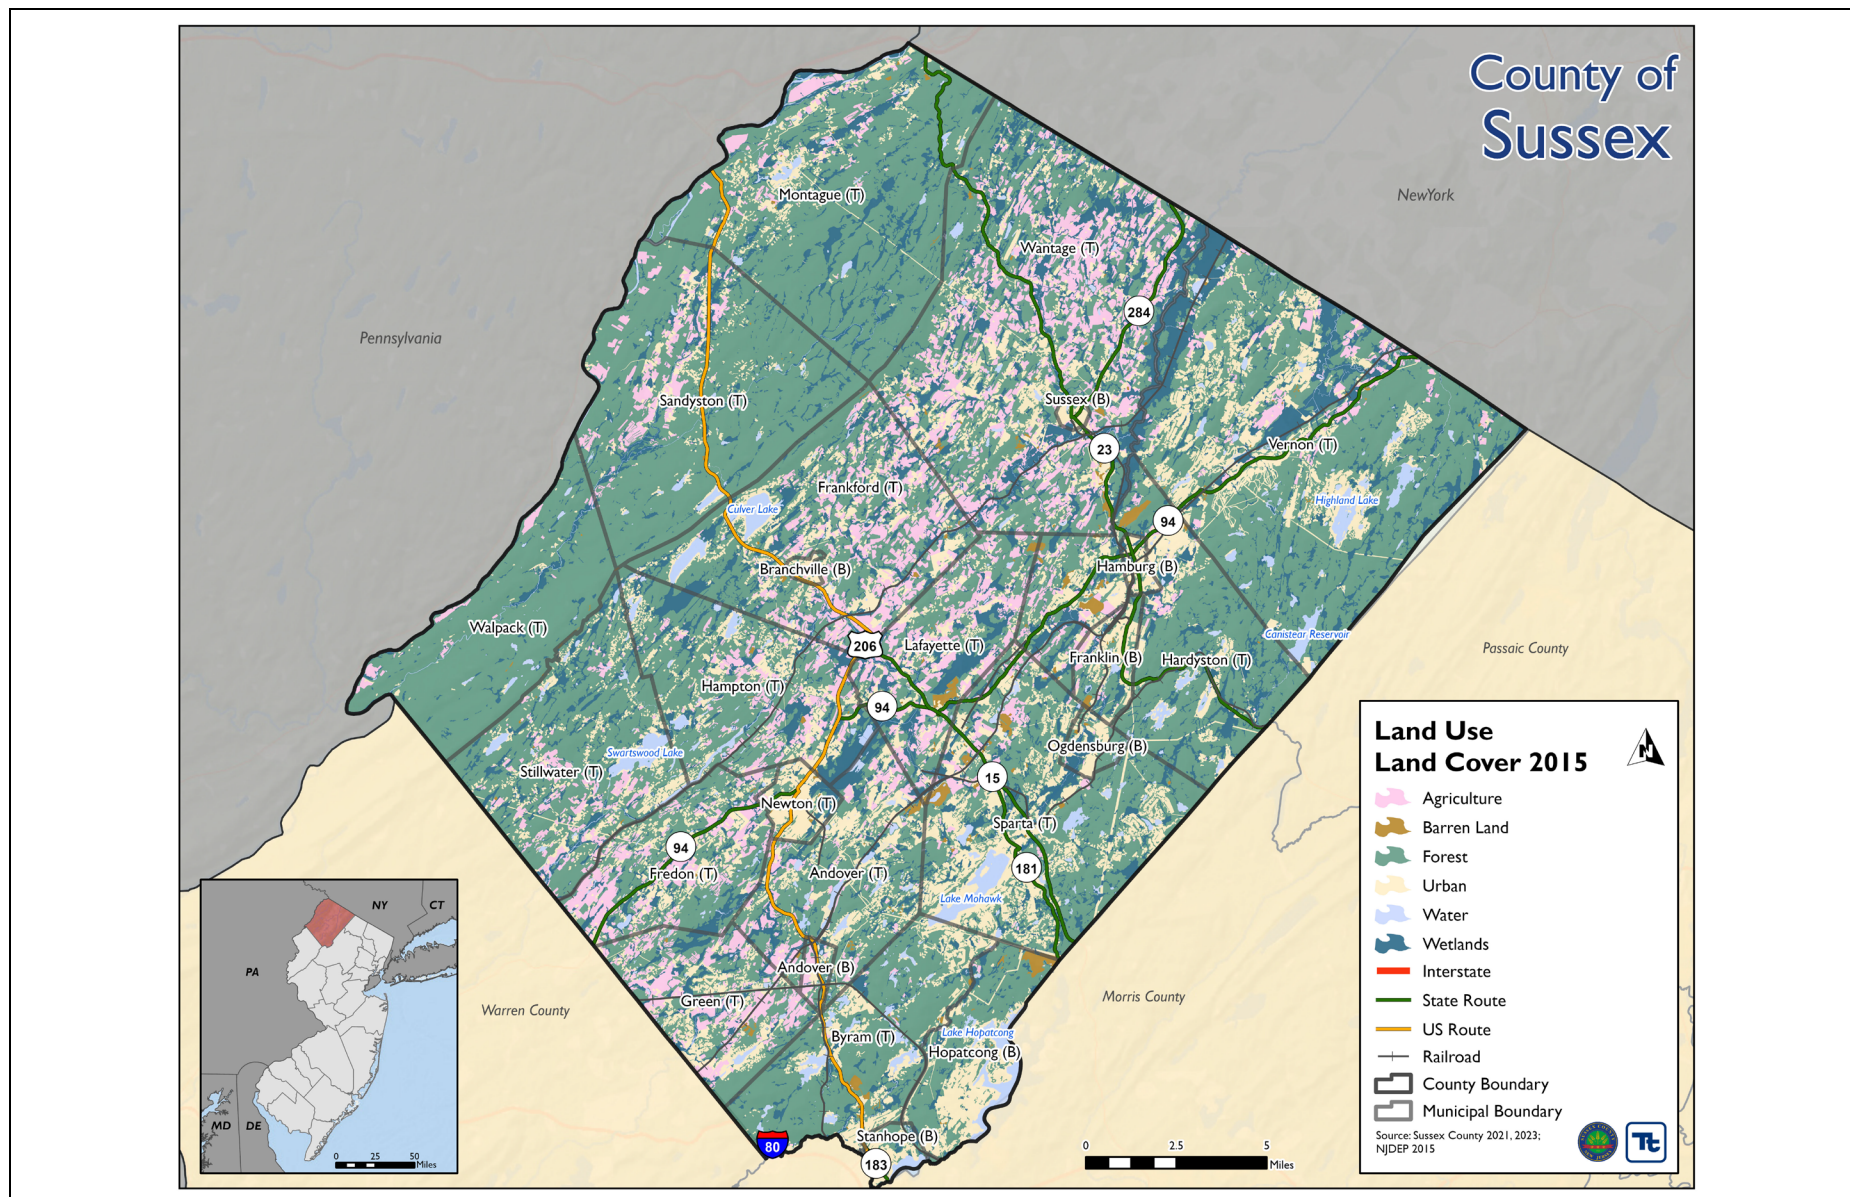 County of
Sussex
NewYork
Pennsylvania
Montague (T)
Wantage (T)
284
Sandyston (T)
Sussex (B)
23
Vernon (T)
Frankford (T)
Culver Lake
Highland Lake
94
Branchville (B)
Hamburg (B)
Walpack (T)
206
Lafayette (T)
Canistear Reservoir
Passaic County
Franklin (B)
Hardyston (T)
Hampton (T)
94
Swartswood Lake
Ogdensburg (B)
Stillwater (T)
15
Newton (T)
Sparta (T)
94
Fredon (T)
Andover (T)
181
Lake Mohawk
Andover (B)
Green (T)
Warren County
Morris County
Byram (T)
Lake Hopatcong
Hopatcong (B)
Stanhope (B)
80
183
0 2.5 5
Miles
NY
CT
PA
MD
DE
0 25 50
Miles
Land Use
Land Cover 2015
N
Agriculture
Barren Land
Forest
Urban
Water
Wetlands
Interstate
State Route
US Route
Railroad
County Boundary
Municipal Boundary
Source: Sussex County 2021, 2023;
NJDEP 2015
Tt